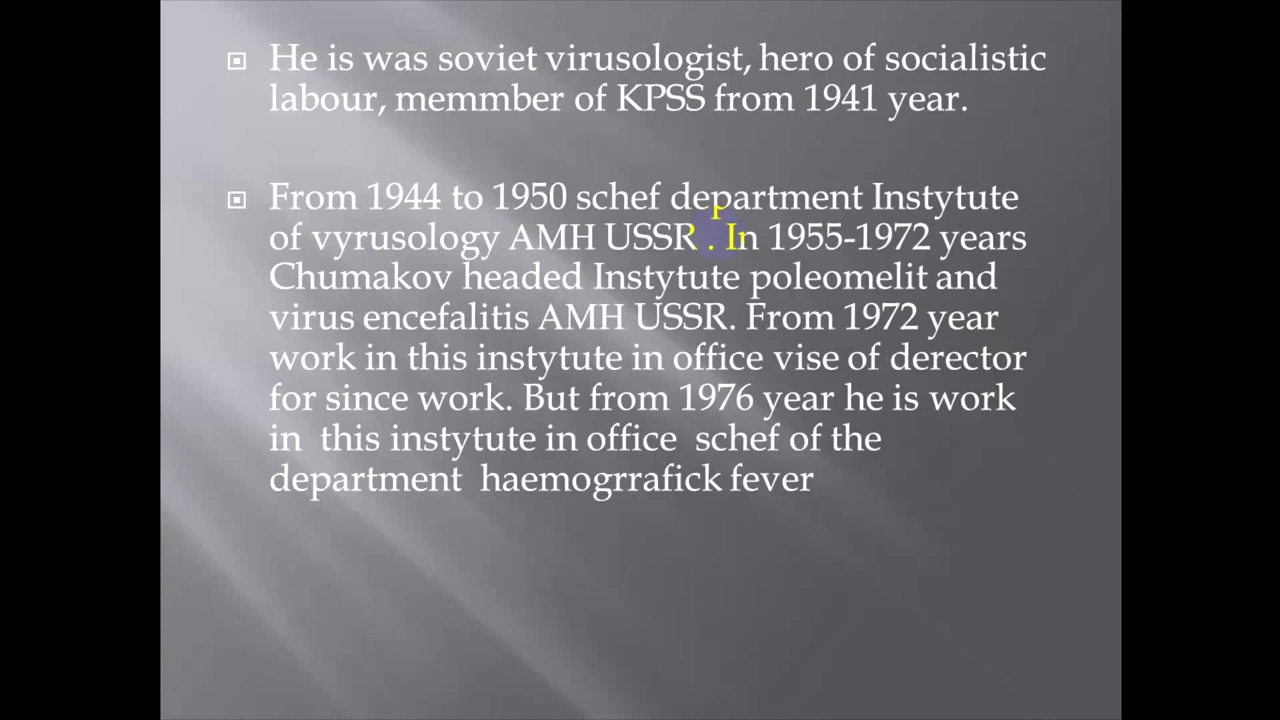 He is was soviet virusologist, hero of socialistic
labour, memmber of KPSS from 1941 year.
From 1944 to 1950 schef department Instytute
of vyrusology AMH USSR . In 1955-1972 years
Chumakov headed Instytute poleomelit and
virus encefalitis AMH USSR. From 1972 year
work in this instytute in office vise of derector
for since work. But from 1976 year he is work
in this instytute in office schef of the
department haemogrrafick fever